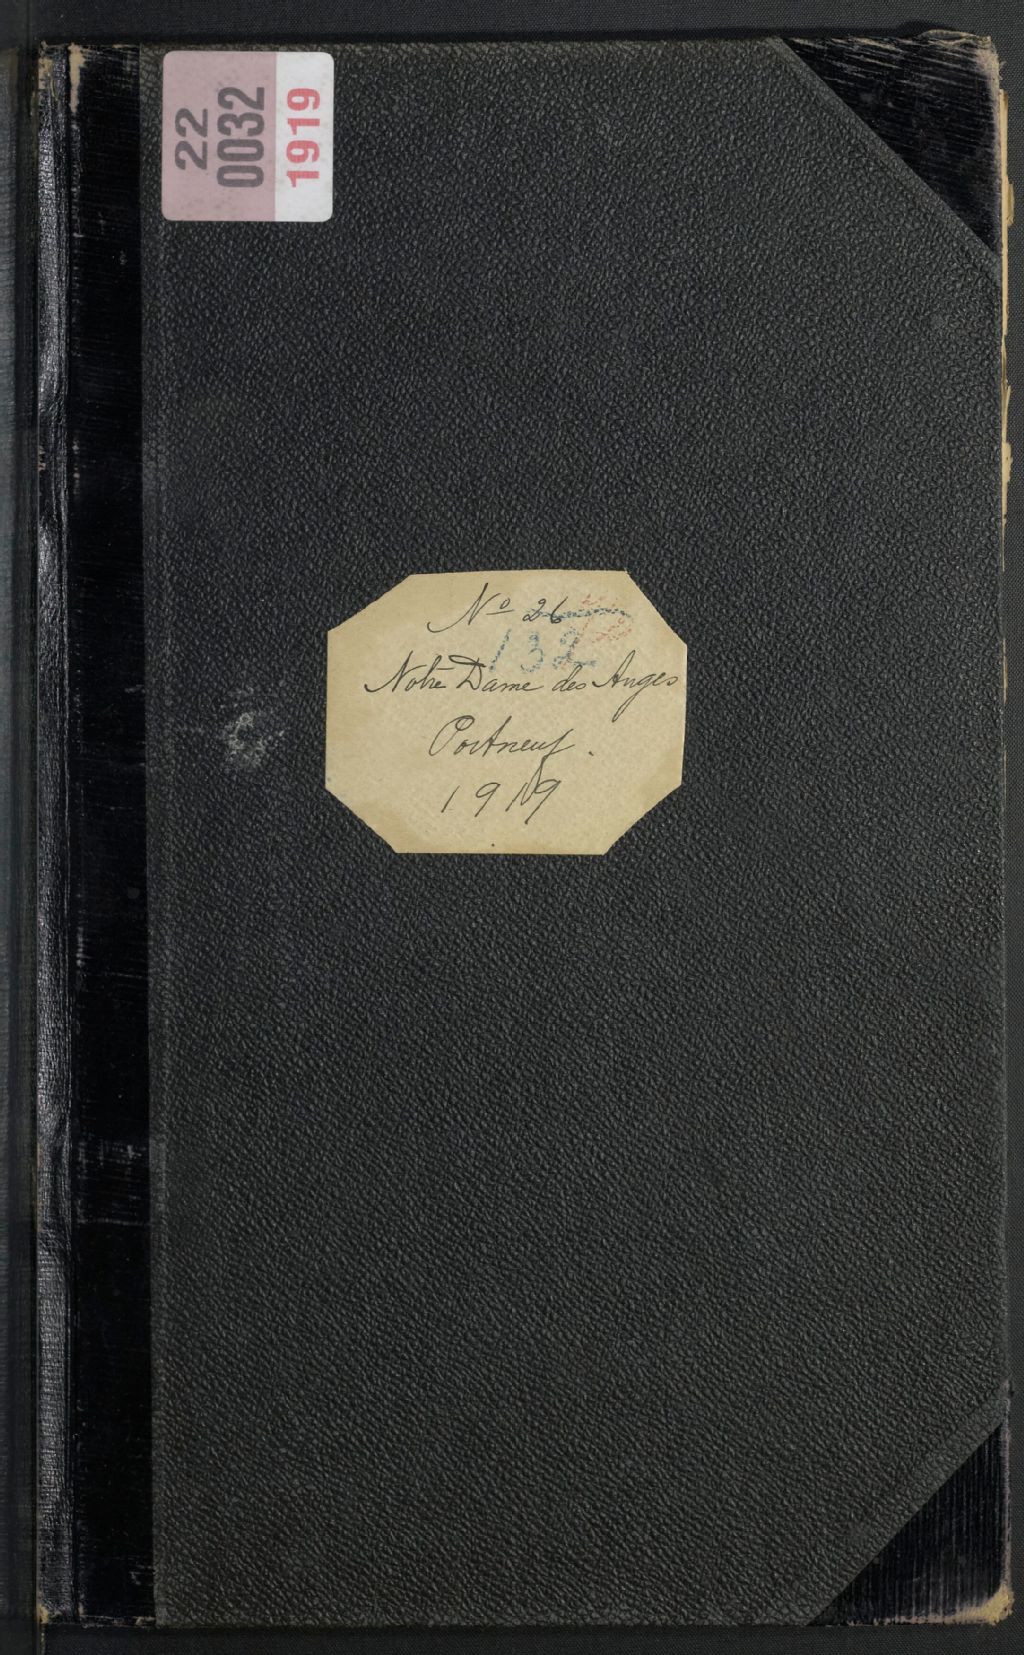 22
0032
1919
No 26
132
Notre Dame des Anges
Portneuf.
1919